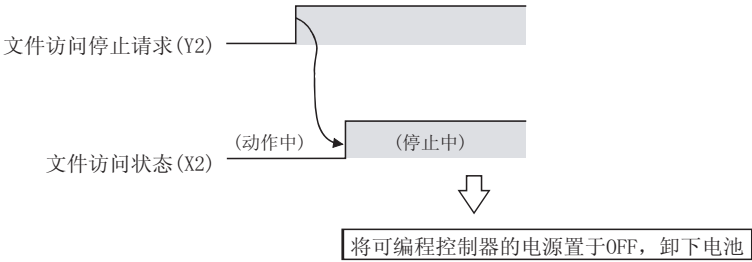 文件访问停止请求(Y2)
(动作中)
(停止中)
文件访问状态(X2)
将可编程控制器的电源置于OFF，卸下电池